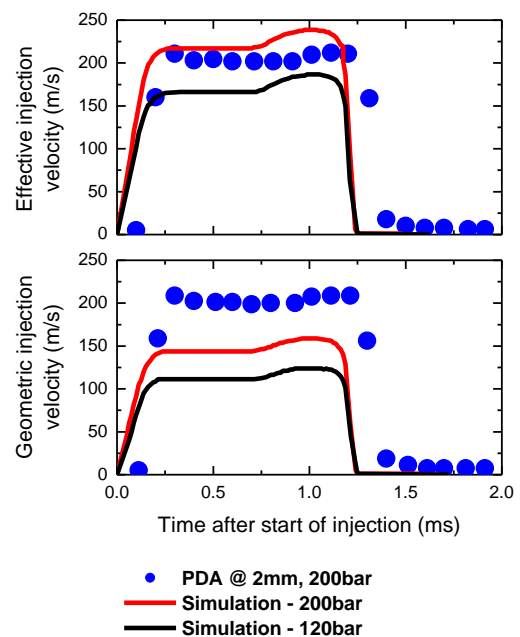 250
200
150
100
50
0
Effective injection
velocity (m/s)
250
200
150
100
50
0
Geometric injection
velocity (m/s)
0.0 0.5 1.0 1.5 2.0
Time after start of injection (ms)
PDA @ 2mm, 200bar
Simulation - 200bar
Simulation - 120bar